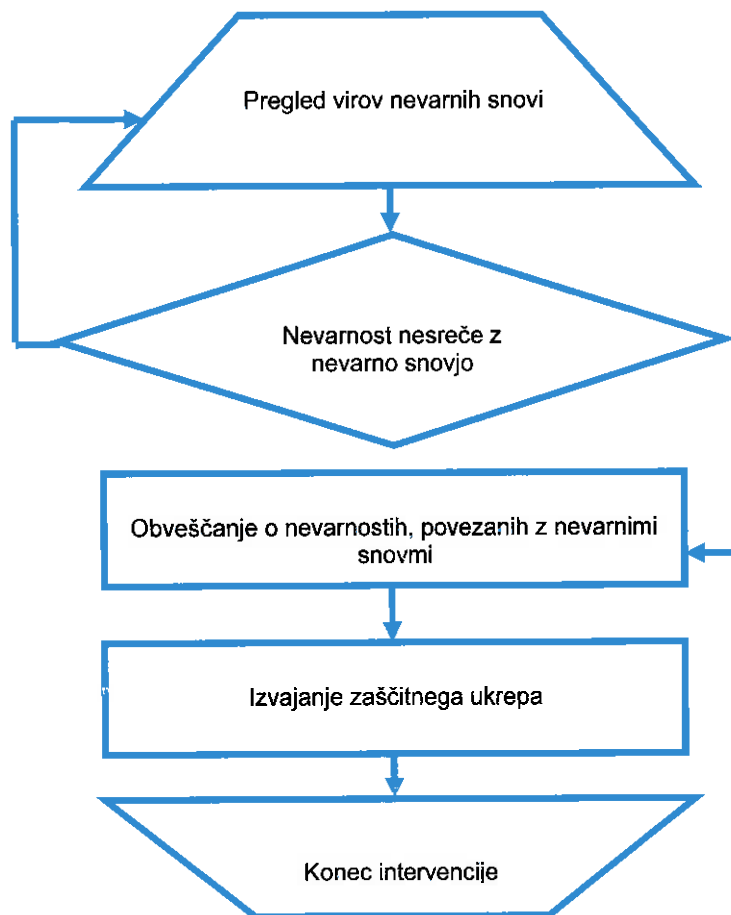 Pregled virov nevarnih snovi
Nevarnost nesreče z
nevarno snovjo
Obveščanje o nevarnostih, povezanih z nevarnimi
snovmi
Izvajanje zaščitnega ukrepa
Konec intervencije